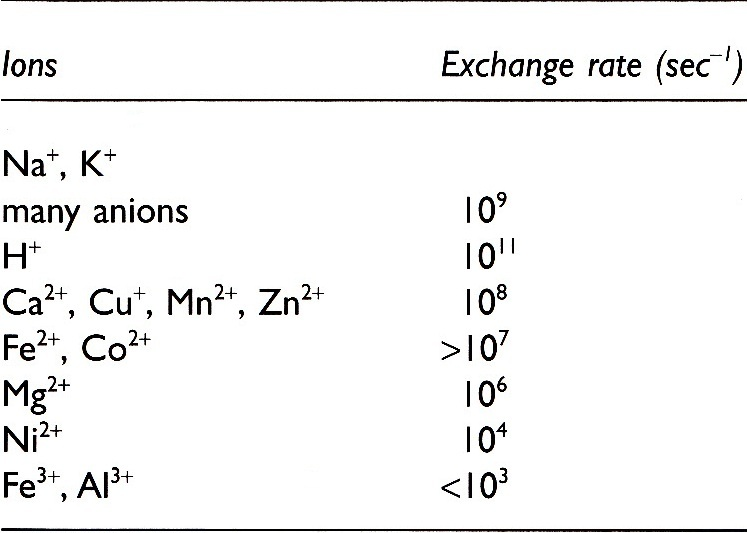 Ions Exchange rate (sec⁻¹)
Na⁺, K⁺
many anions 10⁹
H⁺ 10¹¹
Ca²⁺, Cu⁺, Mn²⁺, Zn²⁺ 10⁸
Fe²⁺, Co²⁺ >10⁷
Mg²⁺ 10⁶
Ni²⁺ 10⁴
Fe³⁺, Al³⁺ <10³